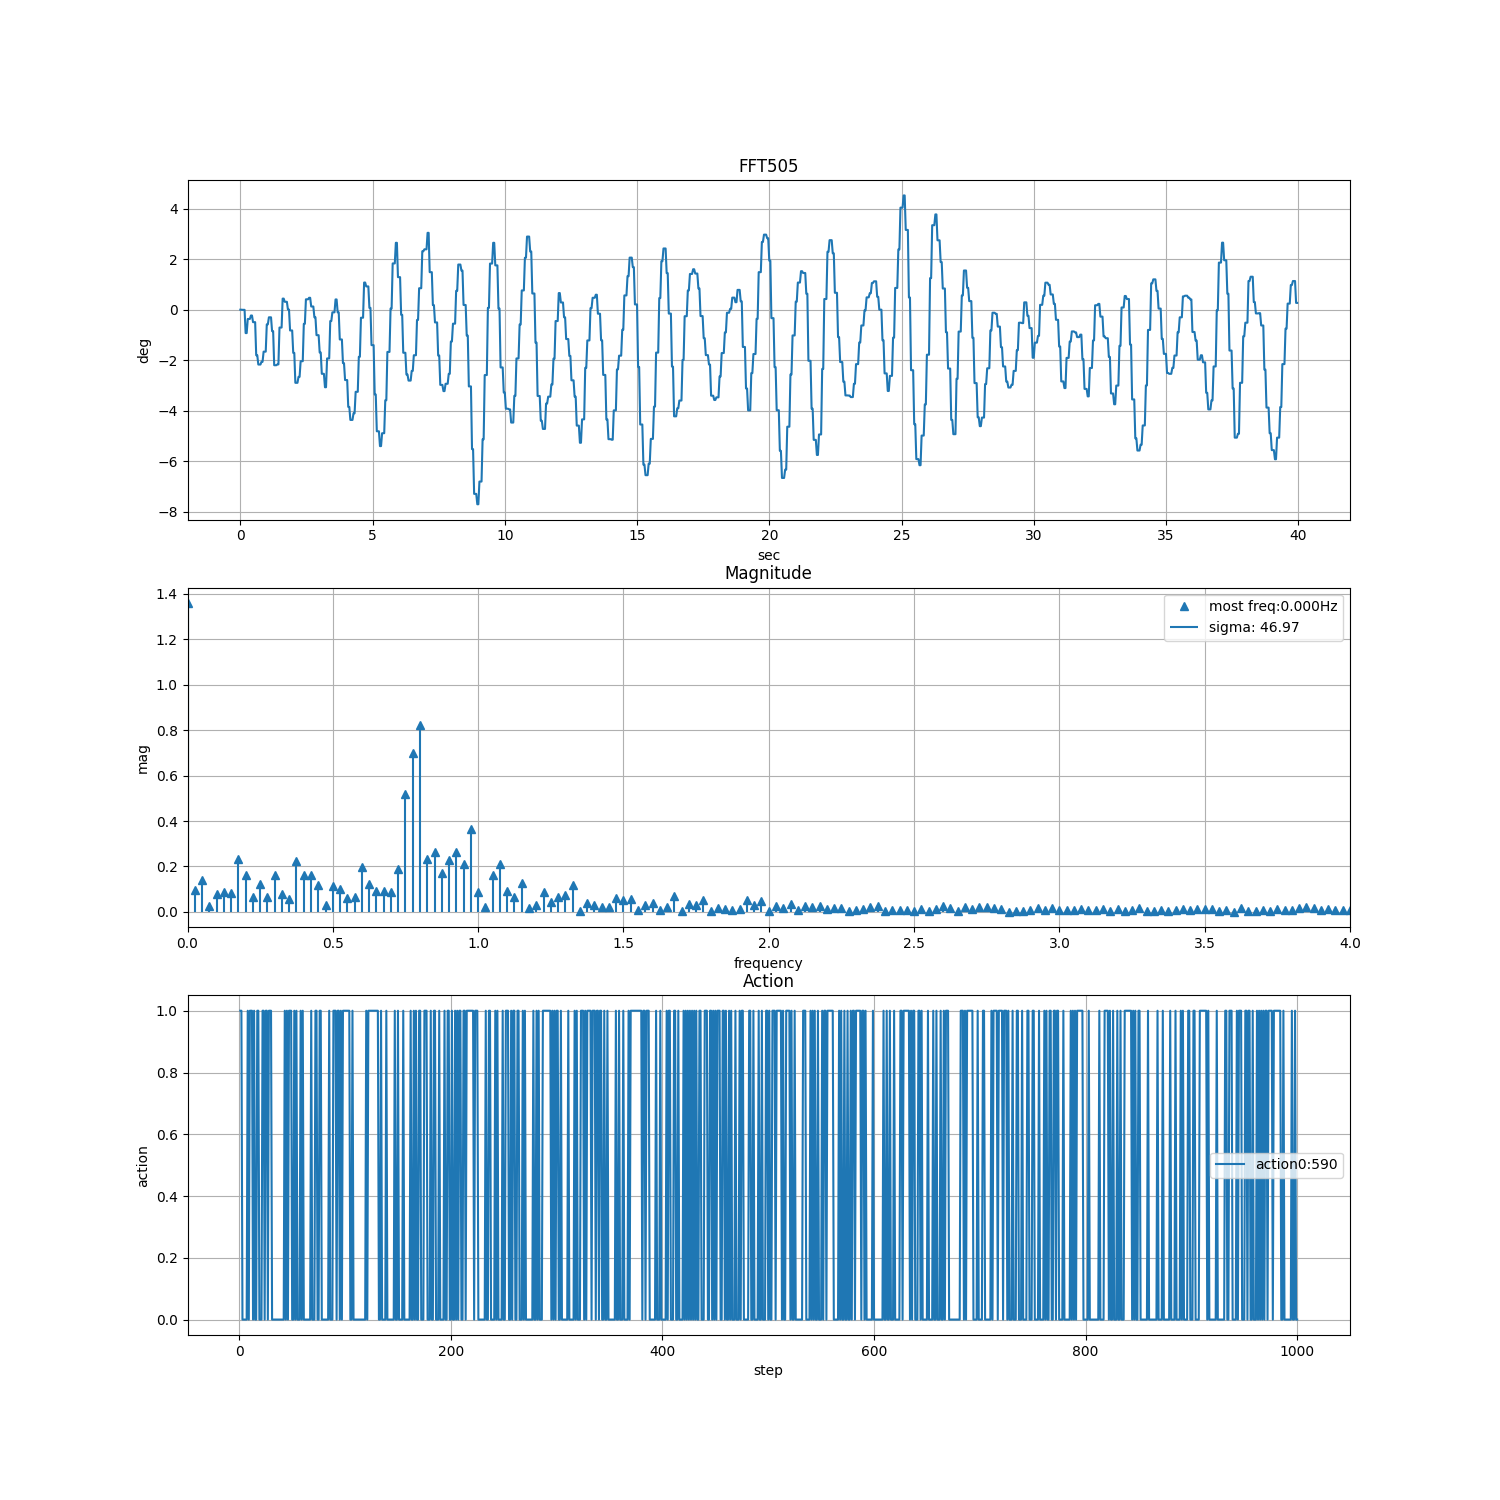 FFT505
4
2
0
−2
−4
−6
−8
deg
0 5 10 15 20 25 30 35 40
sec
Magnitude
1.4
1.2
1.0
0.8
0.6
0.4
0.2
0.0
mag
most freq:0.000Hz
sigma: 46.97
0.0 0.5 1.0 1.5 2.0 2.5 3.0 3.5 4.0
frequency
Action
1.0
0.8
0.6
0.4
0.2
0.0
action
action0:590
0 200 400 600 800 1000
step